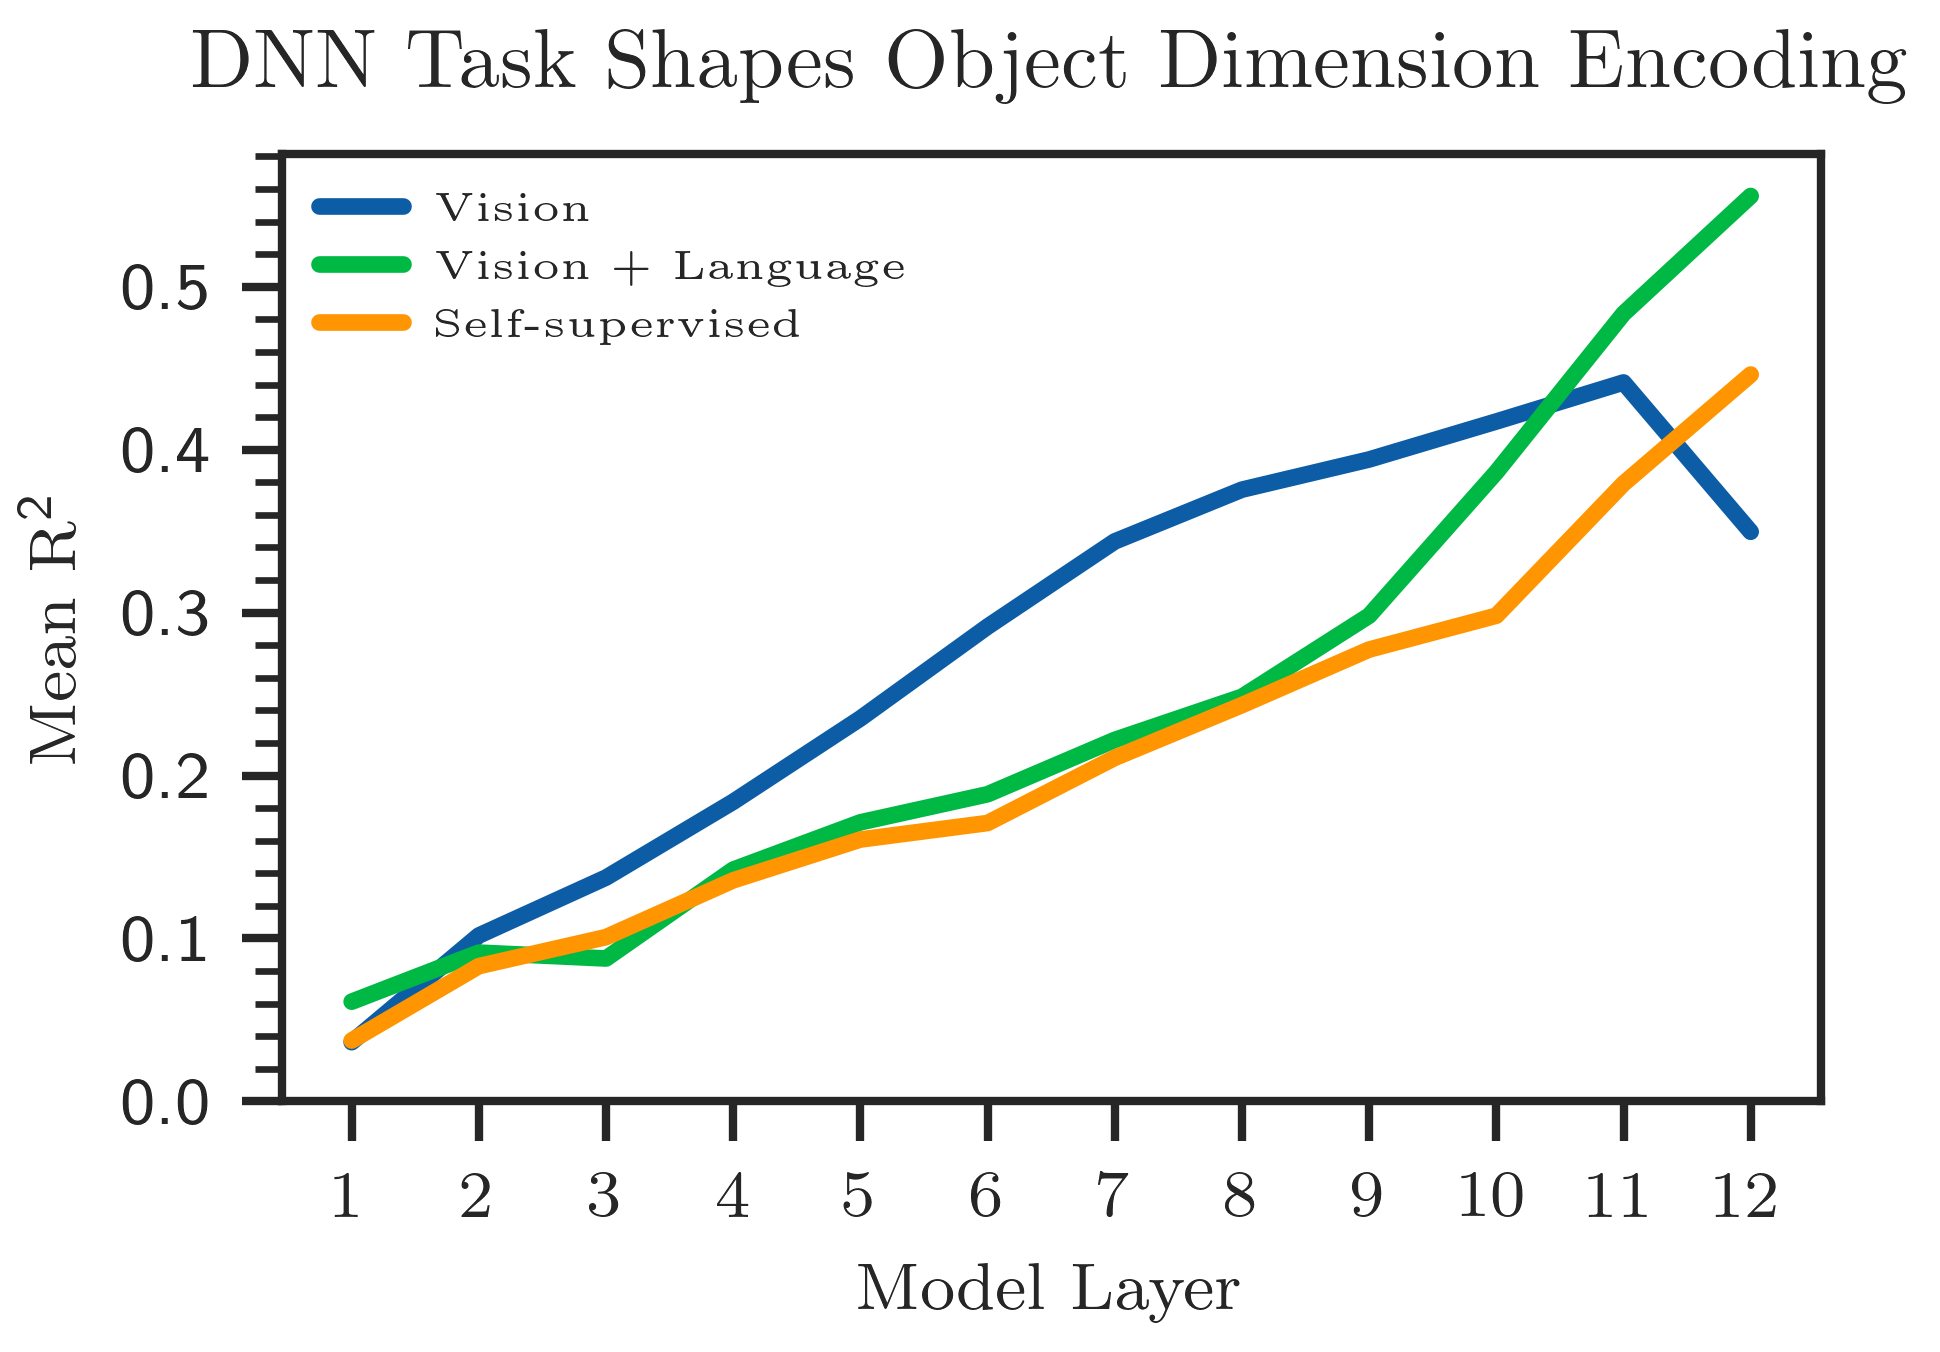 DNN Task Shapes Object Dimension Encoding
Vision
Vision + Language
Self-supervised
0.5
0.4
0.3
0.2
0.1
0.0
Mean R²
1 2 3 4 5 6 7 8 9 10 11 12
Model Layer